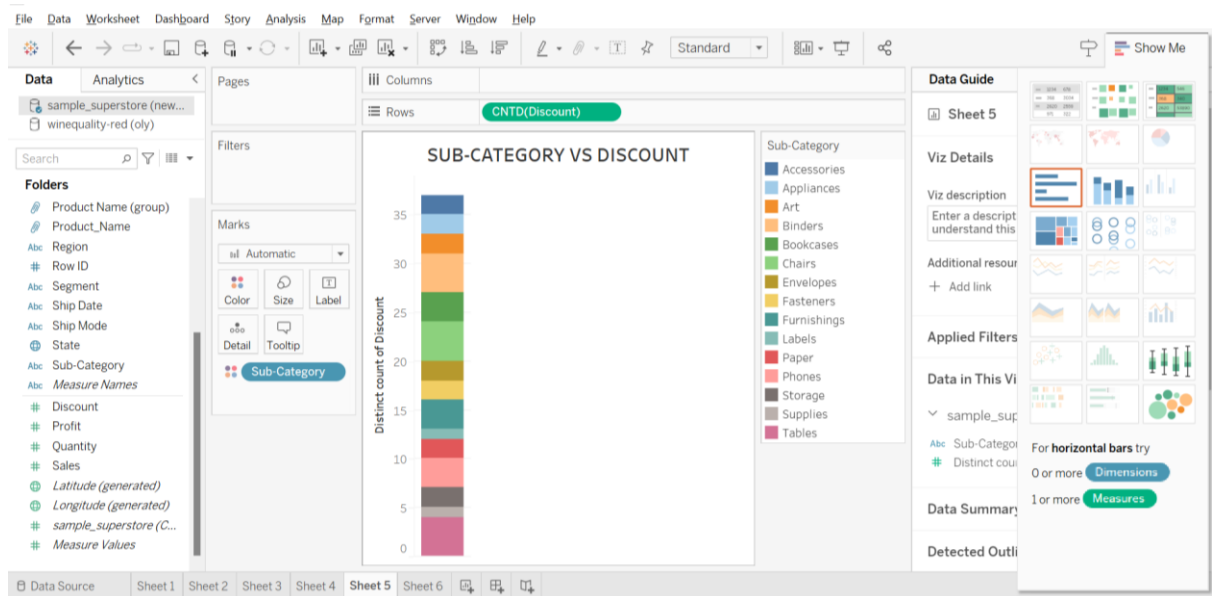 File Data Worksheet Dashboard Story Analysis Map Format Server Window Help
Standard
Show Me
Data Analytics
sample_superstore (new...
winequality-red (oly)
Search
Folders
Product Name (group)
Product_Name
Abc Region
# Row ID
Abc Segment
Abc Ship Date
Abc Ship Mode
State
Abc Sub-Category
Abc Measure Names
# Discount
# Profit
# Quantity
# Sales
Latitude (generated)
Longitude (generated)
# sample_superstore (C...
# Measure Values
Pages
Filters
Marks
Automatic
Color Size Label
Detail Tooltip
Sub-Category
Columns
Rows CNTD(Discount)
SUB-CATEGORY VS DISCOUNT
Distinct count of Discount
35
30
25
20
15
10
5
0
Sub-Category
Accessories
Appliances
Art
Binders
Bookcases
Chairs
Envelopes
Fasteners
Furnishings
Labels
Paper
Phones
Storage
Supplies
Tables
Data Guide
Sheet 5
Viz Details
Viz description
Enter a descript
understand this
Additional resour
+ Add link
Applied Filters
Data in This Vi
sample_sup
Abc Sub-Categor
# Distinct cou
Data Summary
Detected Outli
For horizontal bars try
0 or more Dimensions
1 or more Measures
Data Source Sheet 1 Sheet 2 Sheet 3 Sheet 4 Sheet 5 Sheet 6